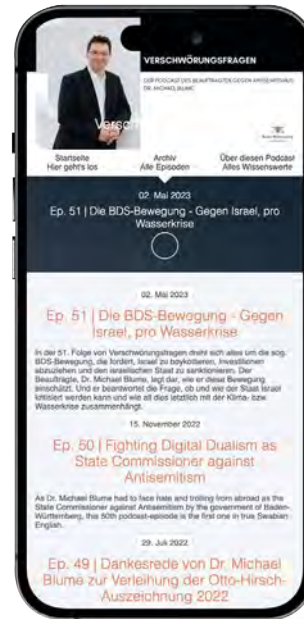 VERSCHWÖRUNGSFRAGEN
DER PODCAST DES BEAUFTRAGTEN GEGEN ANTISEMITISMUS
DR. MICHAEL BLUME
Versch
Startseite
Hier geht's los
Archiv
Alle Episoden
Über diesen Podcast
Alles Wissenswerte
02. Mai 2023
Ep. 51 | Die BDS-Bewegung - Gegen Israel, pro
Wasserkrise
02. Mai 2023
Ep. 51 | Die BDS-Bewegung - Gegen
Israel, pro Wasserkrise
In der 51. Folge von Verschwörungsfragen dreht sich alles um die sog.
BDS-Bewegung, die fordert, Israel zu boykottieren, Investitionen
abzuziehen und den israelischen Staat zu sanktionieren. Der
Beauftragte, Dr. Michael Blume, legt dar, wie er diese Bewegung
einschätzt. Und er beantwortet die Frage, ob und wie der Staat Israel
kritisiert werden kann und wie all dies letztlich mit der Klima- bzw.
Wasserkrise zusammenhängt.
15. November 2022
Ep. 50 | Fighting Digital Dualism as
State Commissioner against
Antisemitism
As Dr. Michael Blume had to face hate and trolling from abroad as the
State Commissioner against Antisemitism by the government of Baden-
Württemberg, this 50th podcast-episode is the first one in true Swabian
English.
29. Juli 2022
Ep. 49 | Dankesrede von Dr. Michael
Blume zur Verleihung der Otto-Hirsch-
Auszeichnung 2022